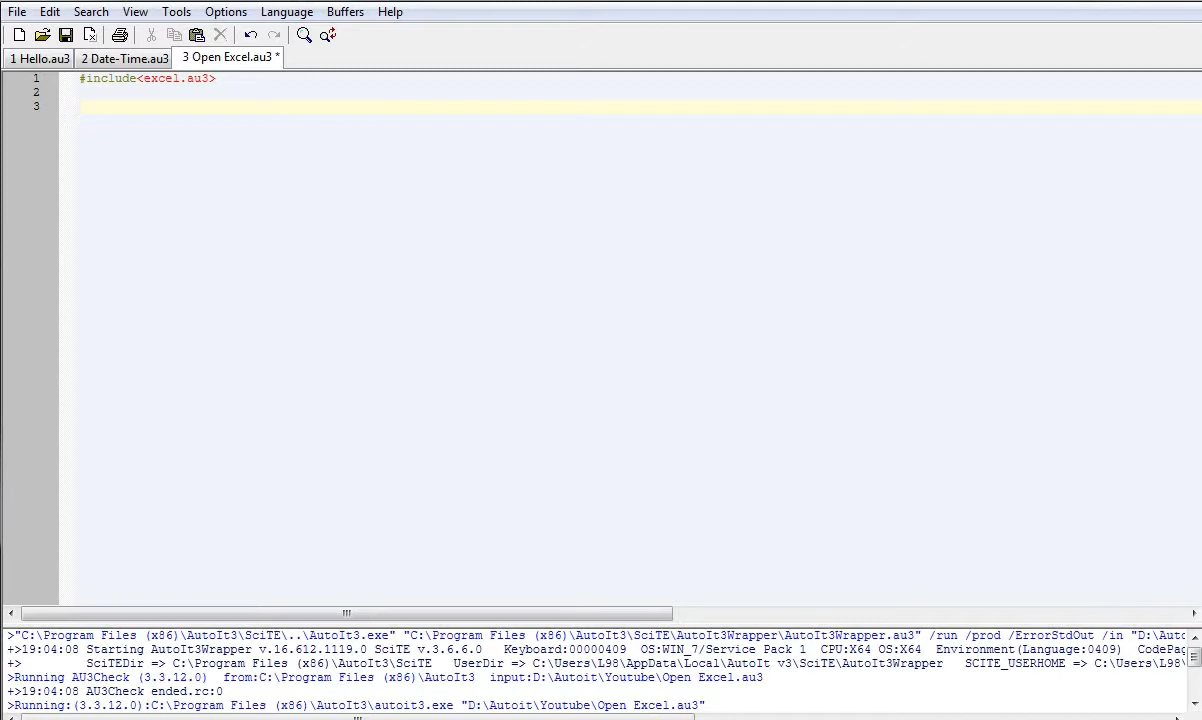 File Edit Search View Tools Options Language Buffers Help
1 Hello.au3 2 Date-Time.au3 3 Open Excel.au3 *
1 #include<excel.au3>
2
3
>"C:\Program Files (x86)\AutoIt3\SciTE\..\AutoIt3.exe" "C:\Program Files (x86)\AutoIt3\SciTE\AutoIt3Wrapper\AutoIt3Wrapper.au3" /run /prod /ErrorStdOut /in "D:\Auto
+>19:04:08 Starting AutoIt3Wrapper v.16.612.1119.0 SciTE v.3.6.6.0 Keyboard:00000409 OS:WIN_7/Service Pack 1 CPU:X64 OS:X64 Environment(Language:0409) CodePag
+> SciTEDir => C:\Program Files (x86)\AutoIt3\SciTE UserDir => C:\Users\L98\AppData\Local\AutoIt v3\SciTE\AutoIt3Wrapper SCITE_USERHOME => C:\Users\L98\
>Running AU3Check (3.3.12.0) from:C:\Program Files (x86)\AutoIt3 input:D:\Autoit\Youtube\Open Excel.au3
+>19:04:08 AU3Check ended.rc:0
>Running:(3.3.12.0):C:\Program Files (x86)\AutoIt3\autoit3.exe "D:\Autoit\Youtube\Open Excel.au3"